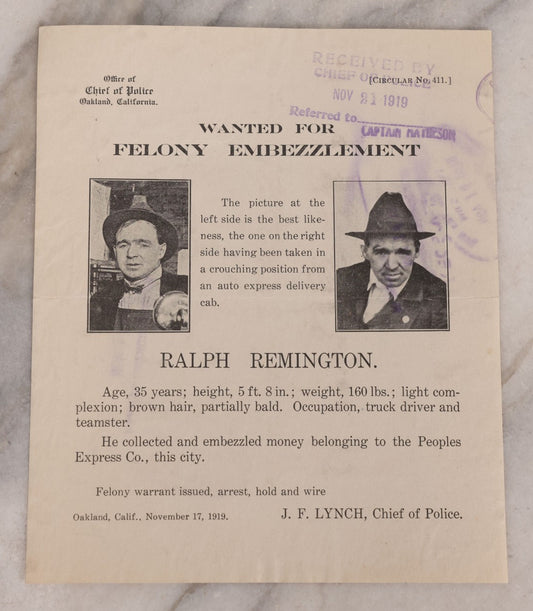 Office of
Chief of Police
Oakland, California.
[CIRCULAR No. 411.]
RECEIVED BY
CHIEF OF POLICE
NOV 21 1919
Referred to
CAPTAIN MATHESON
WANTED FOR
FELONY EMBEZZLEMENT
The picture at the
left side is the best like-
ness, the one on the right
side having been taken in
a crouching position from
an auto express delivery
cab.
RALPH REMINGTON.
Age, 35 years; height, 5 ft. 8 in.; weight, 160 lbs.; light com-
plexion; brown hair, partially bald. Occupation, truck driver and
teamster.
He collected and embezzled money belonging to the Peoples
Express Co., this city.
Felony warrant issued, arrest, hold and wire
Oakland, Calif., November 17, 1919.
J. F. LYNCH, Chief of Police.